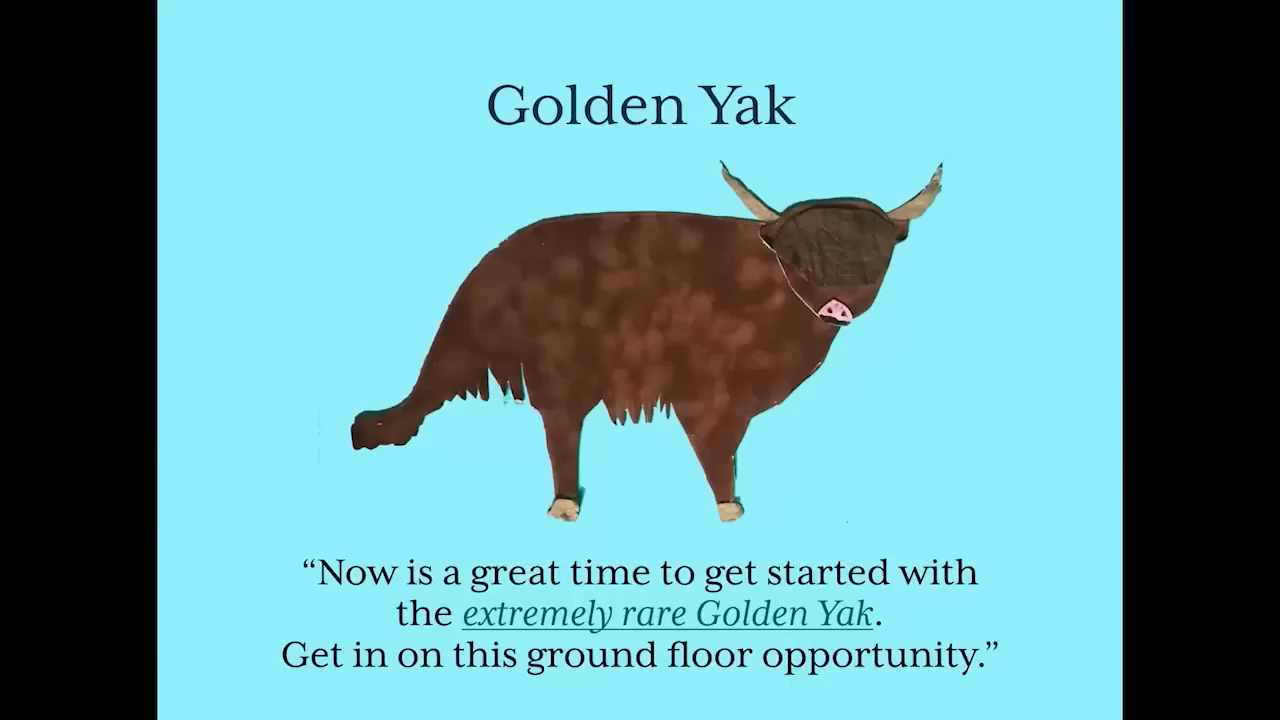 Golden Yak
“Now is a great time to get started with
the extremely rare Golden Yak.
Get in on this ground floor opportunity.”